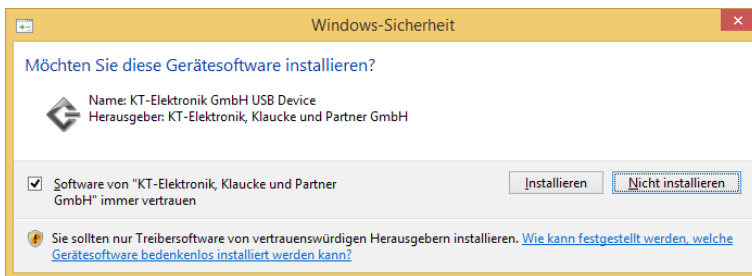 Windows-Sicherheit
Möchten Sie diese Gerätesoftware installieren?
Name: KT-Elektronik GmbH USB Device
Herausgeber: KT-Elektronik, Klaucke und Partner GmbH
Software von "KT-Elektronik, Klaucke und Partner
GmbH" immer vertrauen
Installieren
Nicht installieren
Sie sollten nur Treibersoftware von vertrauenswürdigen Herausgebern installieren. Wie kann festgestellt werden, welche
Gerätesoftware bedenkenlos installiert werden kann?